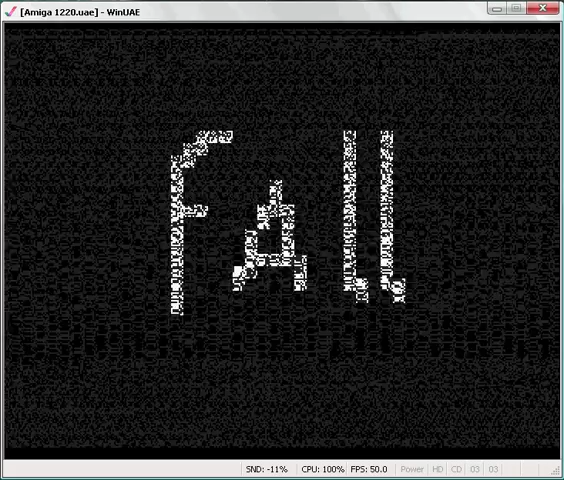 [Amiga 1220.uae] - WinUAE
FAll
SND: -11% CPU: 100% FPS: 50.0 Power HD CD 03 03